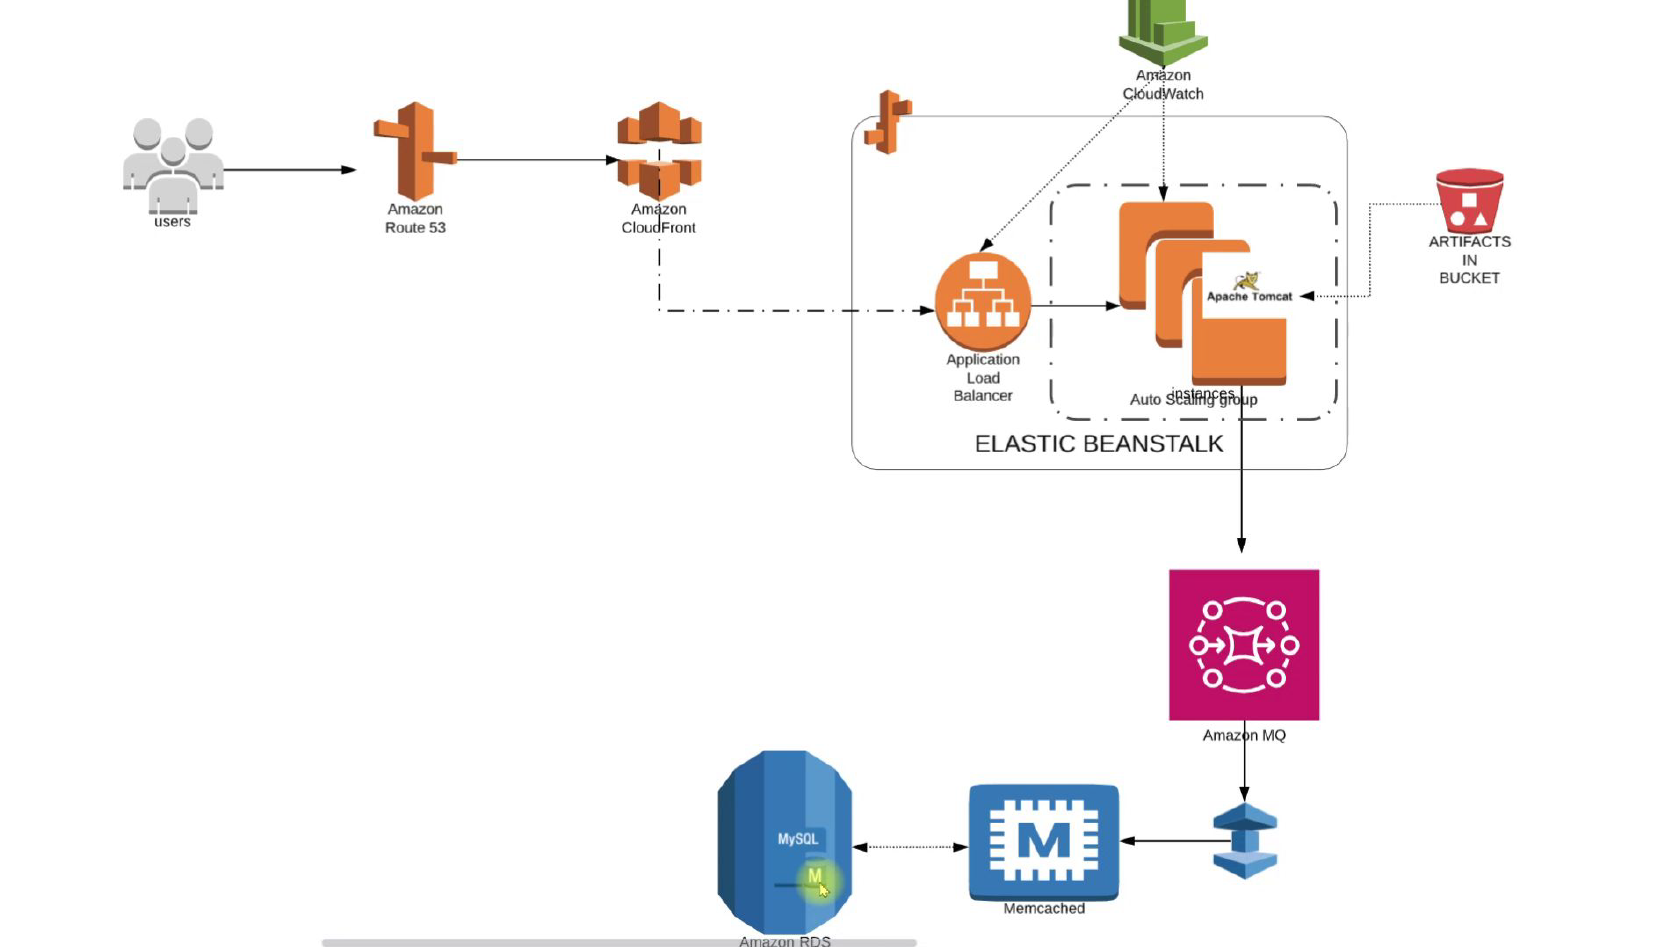 Amazon
CloudWatch
users
Amazon
Route 53
Amazon
CloudFront
ARTIFACTS
IN
BUCKET
Apache Tomcat
Application
Load
Balancer
instances
Auto Scaling group
ELASTIC BEANSTALK
Amazon MQ
MySQL
M
M
Memcached
Amazon RDS